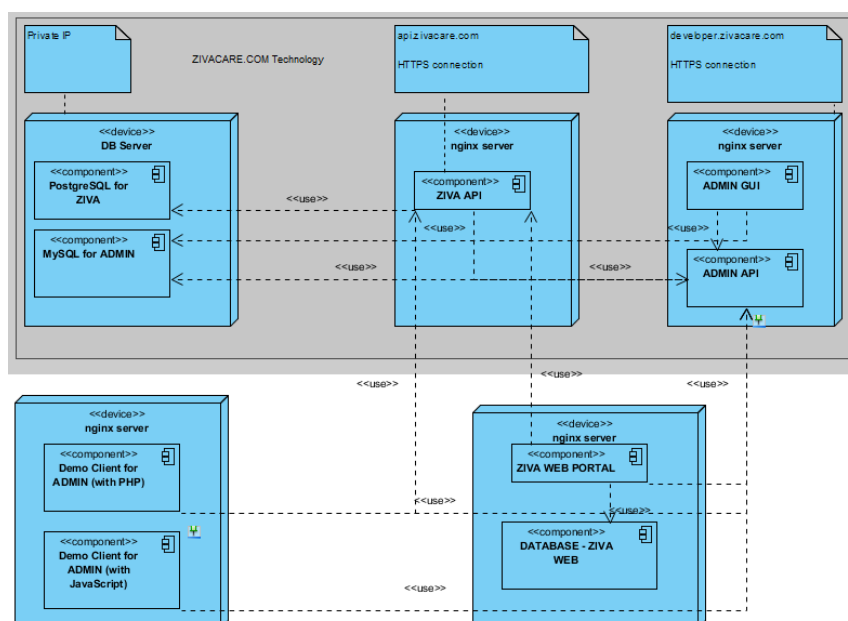 Private IP
ZIVACARE.COM Technology
api.zivacare.com
HTTPS connection
developer.zivacare.com
HTTPS connection
<<device>>
DB Server
<<component>>
PostgreSQL for
ZIVA
<<component>>
MySQL for ADMIN
<<device>>
nginx server
<<component>>
ZIVA API
<<device>>
nginx server
<<component>>
ADMIN GUI
<<component>>
ADMIN API
<<use>>
<<use>>
<<use>>
<<use>>
<<use>>
<<use>>
<<use>>
<<use>>
<<device>>
nginx server
<<component>>
Demo Client for
ADMIN (with PHP)
<<component>>
Demo Client for
ADMIN (with
JavaScript)
<<device>>
nginx server
<<component>>
ZIVA WEB PORTAL
<<component>>
DATABASE - ZIVA
WEB
<<use>>
<<use>>
<<use>>